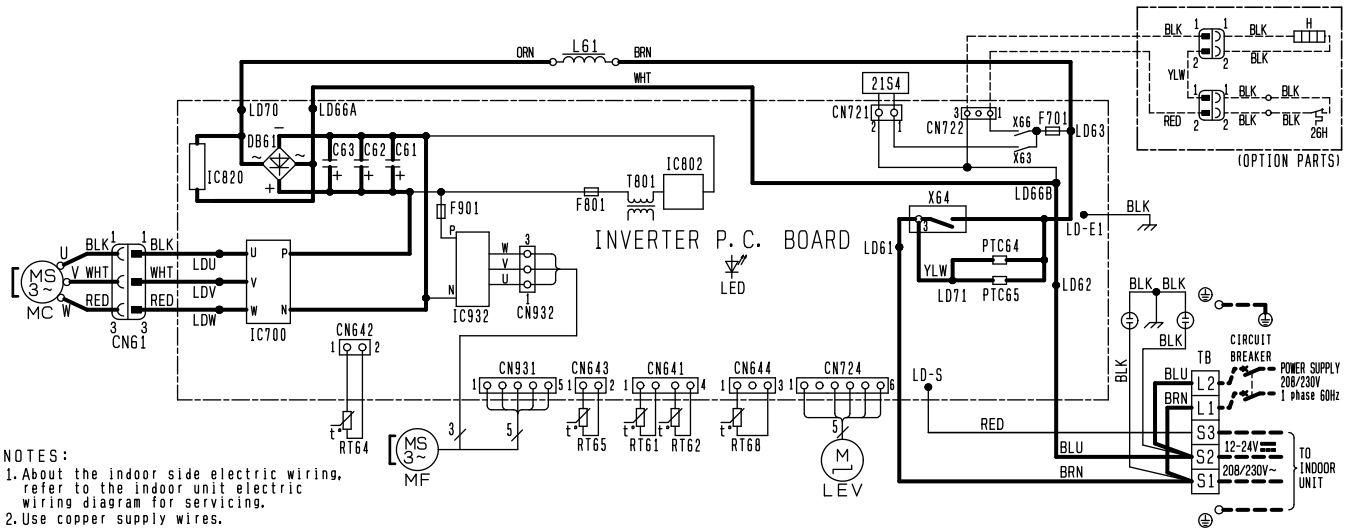 BLK 1 1 BLK H
ORN L61 BRN
2 2 BLK
YLW
WHT
21S4
1 1 BLK BLK
LD70 LD66A
CN721 2 1
3 1
CN722
X66 F701
RED 2 2 BLK BLK
26H
DB61
−
~ ~
+
C63 C62 C61
+ + +
X63
LD63
(OPTION PARTS)
IC820
IC802
T801
LD66B
F801
F901
X64
3
BLK
LD-E1
INVERTER P.C. BOARD
U BLK 1 1 BLK
LDU
U P
P
W 3
V
U
LD61
PTC64
LED
YLW
MS
3~
MC
V WHT WHT
LDV
V
LD71 PTC65
LD62
W RED RED
LDW
W N
N
1
CN932
BLK BLK
3 3
CN61
IC700
IC932
CN642
1 2
CIRCUIT
BREAKER
TB
CN931
1 5
CN643
1 2
CN641
1 4
CN644
1 3
CN724
1 6
LD-S
BLK
BLK
BLU
L2
POWER SUPPLY
208/230V
1 phase 60Hz
BRN
L1
t°
RT64
3
5
t°
RT65
t° t°
RT61 RT62
t°
RT68
5
RED
S3
MS
3~
MF
M
LEV
BLU
S2
12-24V
TO
INDOOR
UNIT
BRN
S1
208/230V~
NOTES:
1. About the indoor side electric wiring,
refer to the indoor unit electric
wiring diagram for servicing.
2. Use copper supply wires.